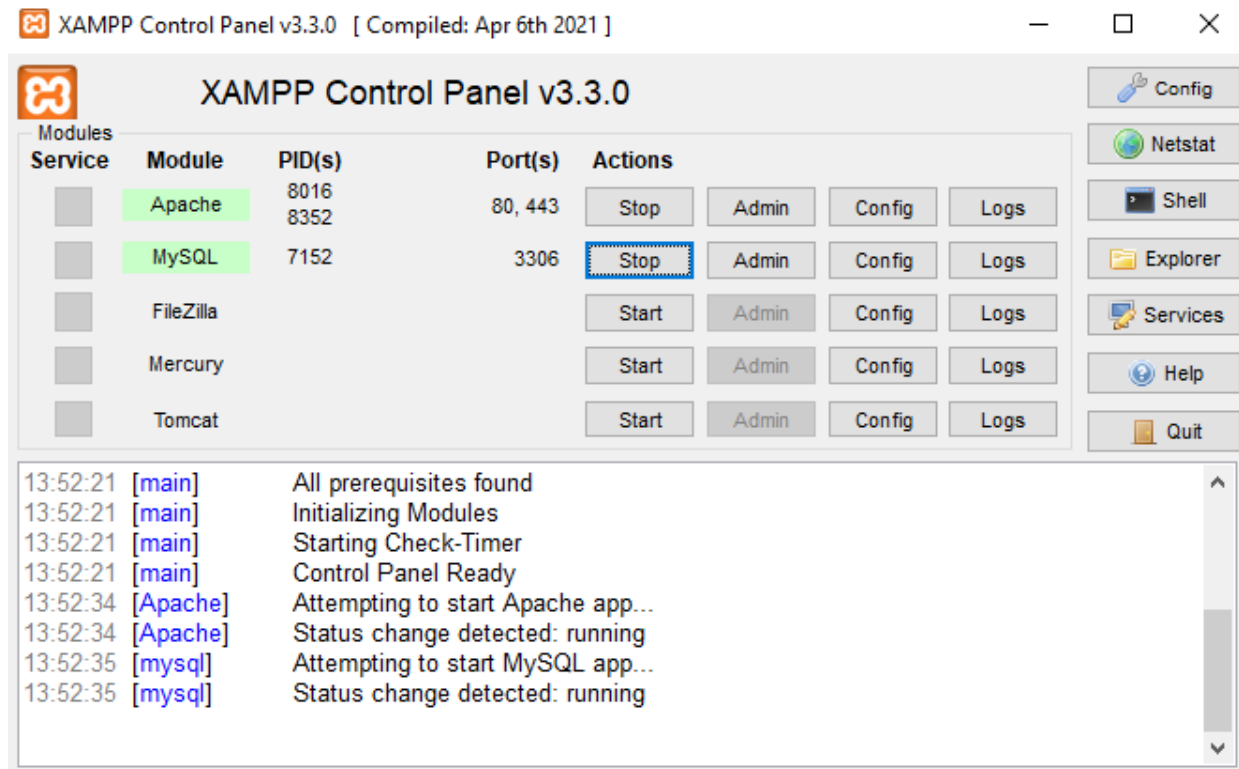 XAMPP Control Panel v3.3.0 [ Compiled: Apr 6th 2021 ]
XAMPP Control Panel v3.3.0
Config
Modules
Service Module PID(s) Port(s) Actions
Netstat
Apache 8016 8352 80, 443 Stop Admin Config Logs
Shell
MySQL 7152 3306 Stop Admin Config Logs
Explorer
FileZilla Start Admin Config Logs
Services
Mercury Start Admin Config Logs
Help
Tomcat Start Admin Config Logs
Quit
13:52:21 [main] All prerequisites found
13:52:21 [main] Initializing Modules
13:52:21 [main] Starting Check-Timer
13:52:21 [main] Control Panel Ready
13:52:34 [Apache] Attempting to start Apache app...
13:52:34 [Apache] Status change detected: running
13:52:35 [mysql] Attempting to start MySQL app...
13:52:35 [mysql] Status change detected: running